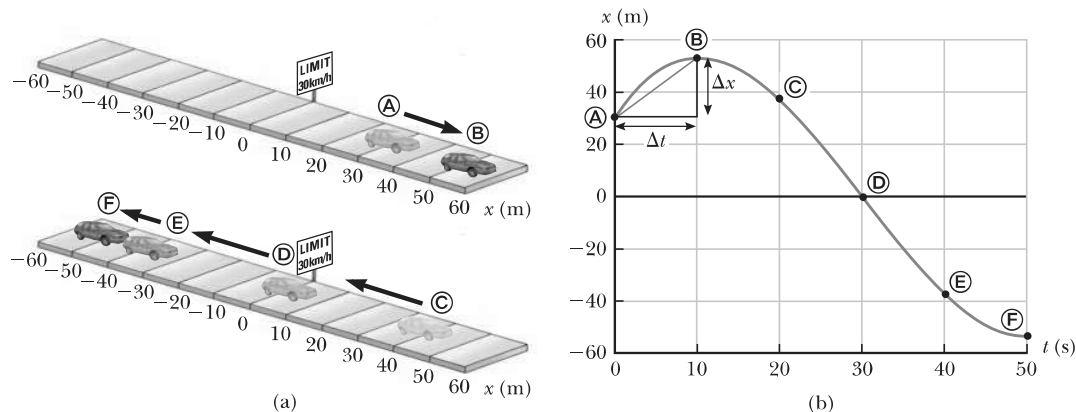 LIMIT
30km/h
Ⓐ
Ⓑ
−60 −50 −40 −30 −20 −10 0 10 20 30 40 50 60 x (m)
Ⓕ
Ⓔ
Ⓓ
LIMIT
30km/h
Ⓒ
−60 −50 −40 −30 −20 −10 0 10 20 30 40 50 60 x (m)
(a)
x (m)
60
Ⓑ
40
Δx
Ⓒ
Ⓐ
Δt
20
0
Ⓓ
−20
−40
Ⓔ
Ⓕ
−60
0 10 20 30 40 50
t (s)
(b)